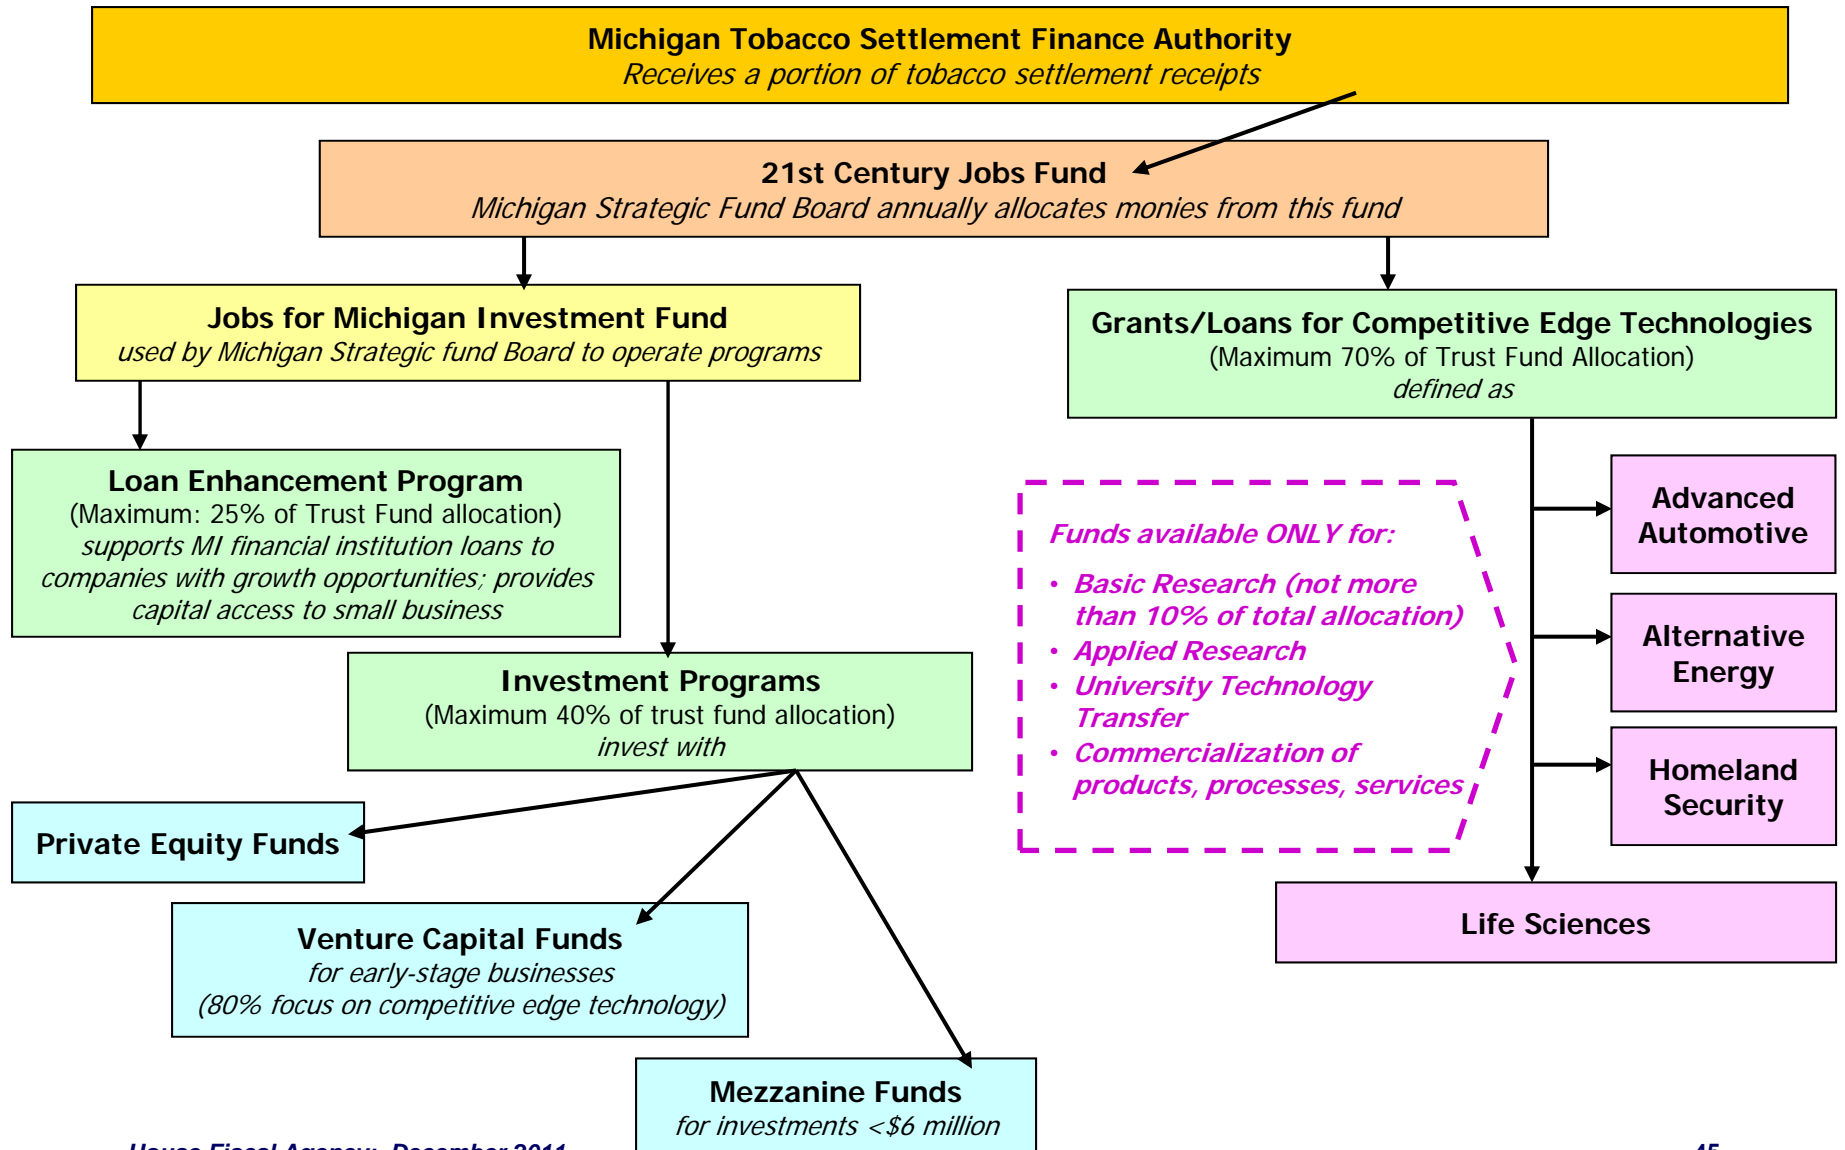 Michigan Tobacco Settlement Finance Authority
Receives a portion of tobacco settlement receipts
21st Century Jobs Fund
Michigan Strategic Fund Board annually allocates monies from this fund
Jobs for Michigan Investment Fund
used by Michigan Strategic fund Board to operate programs
Grants/Loans for Competitive Edge Technologies
(Maximum 70% of Trust Fund Allocation)
defined as
Loan Enhancement Program
(Maximum: 25% of Trust Fund allocation)
supports MI financial institution loans to
companies with growth opportunities; provides
capital access to small business
Funds available ONLY for:
• Basic Research (not more
than 10% of total allocation)
• Applied Research
• University Technology
Transfer
• Commercialization of
products, processes, services
Advanced
Automotive
Alternative
Energy
Homeland
Security
Life Sciences
Investment Programs
(Maximum 40% of trust fund allocation)
invest with
Private Equity Funds
Venture Capital Funds
for early-stage businesses
(80% focus on competitive edge technology)
Mezzanine Funds
for investments <$6 million
House Fiscal Agency: December 2011
45